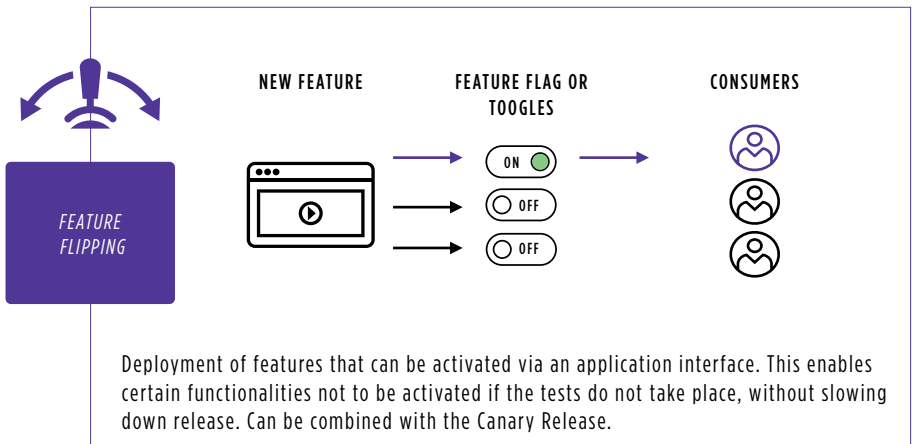 NEW FEATURE
FEATURE FLAG OR
TOOGLES
CONSUMERS
ON
OFF
OFF
FEATURE
FLIPPING
Deployment of features that can be activated via an application interface. This enables
certain functionalities not to be activated if the tests do not take place, without slowing
down release. Can be combined with the Canary Release.